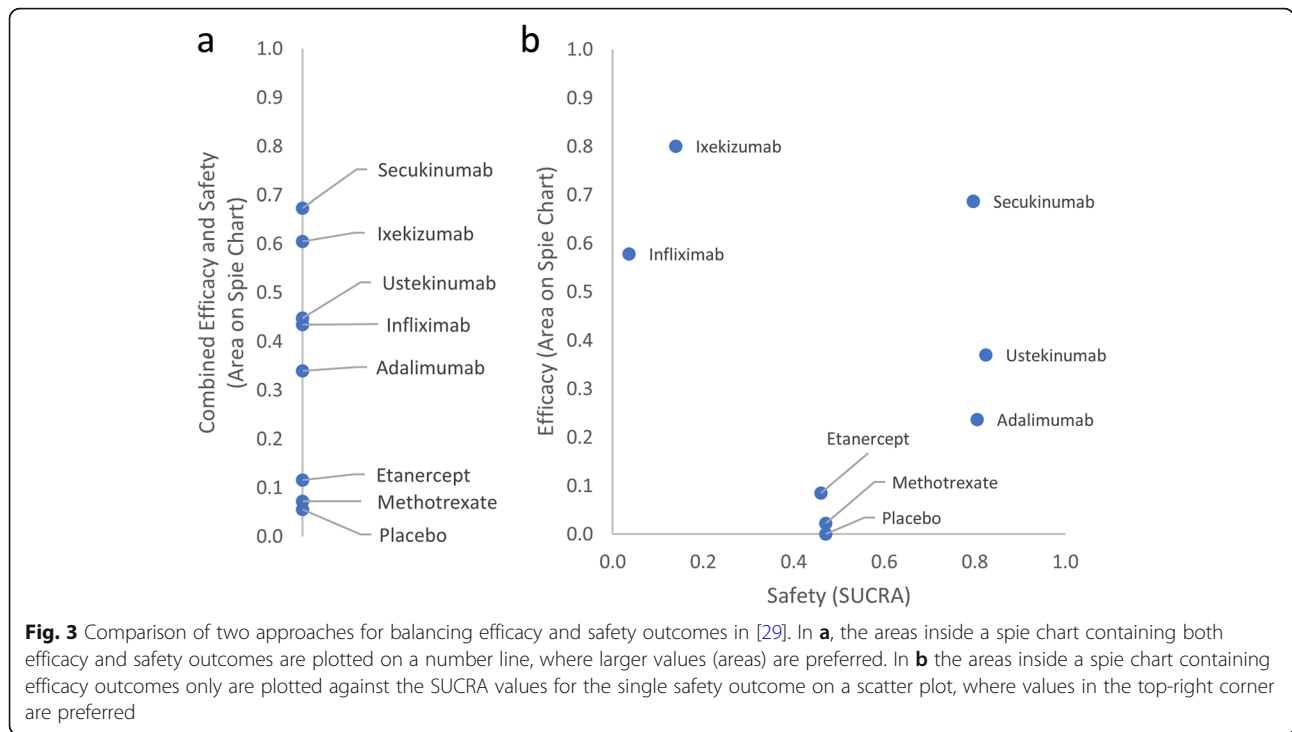 a
1.0
0.9
0.8
0.7
0.6
0.5
0.4
0.3
0.2
0.1
0.0
Combined Efficacy and Safety
(Area on Spie Chart)
Secukinumab
Ixekizumab
Ustekinumab
Infliximab
Adalimumab
Etanercept
Methotrexate
Placebo
b
1.0
0.9
0.8
0.7
0.6
0.5
0.4
0.3
0.2
0.1
0.0
Efficacy (Area on Spie Chart)
Ixekizumab
Secukinumab
Infliximab
Ustekinumab
Adalimumab
Etanercept
Methotrexate
Placebo
0.0 0.2 0.4 0.6 0.8 1.0
Safety (SUCRA)
Fig. 3 Comparison of two approaches for balancing efficacy and safety outcomes in [29]. In a, the areas inside a spie chart containing both
efficacy and safety outcomes are plotted on a number line, where larger values (areas) are preferred. In b the areas inside a spie chart containing
efficacy outcomes only are plotted against the SUCRA values for the single safety outcome on a scatter plot, where values in the top-right corner
are preferred